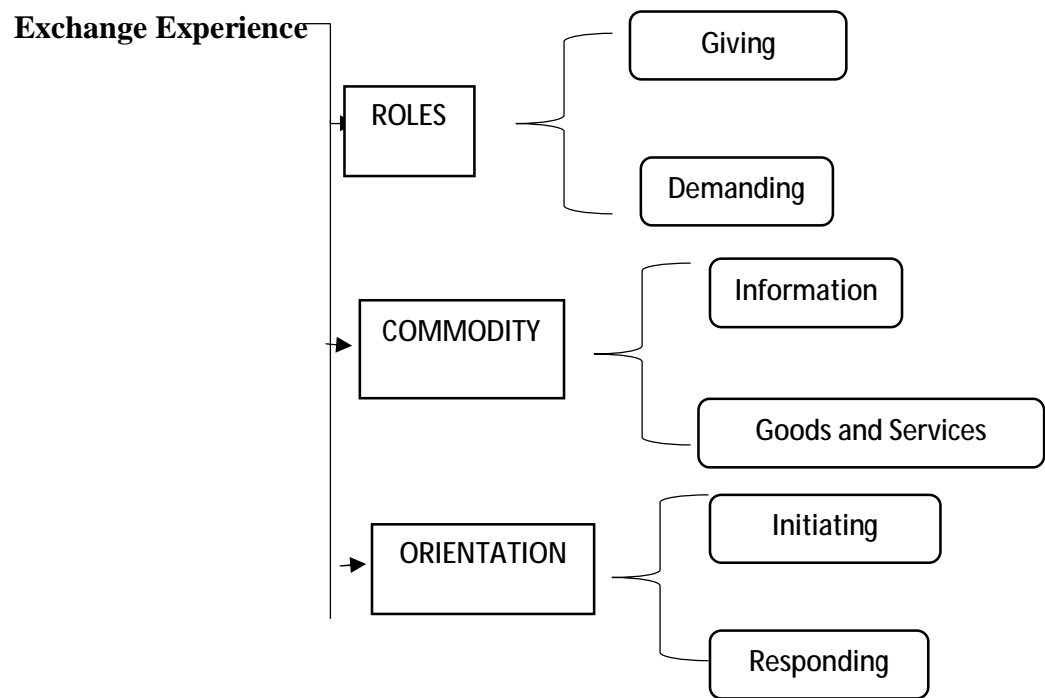 Exchange Experience
Giving
ROLES
Demanding
Information
COMMODITY
Goods and Services
Initiating
ORIENTATION
Responding